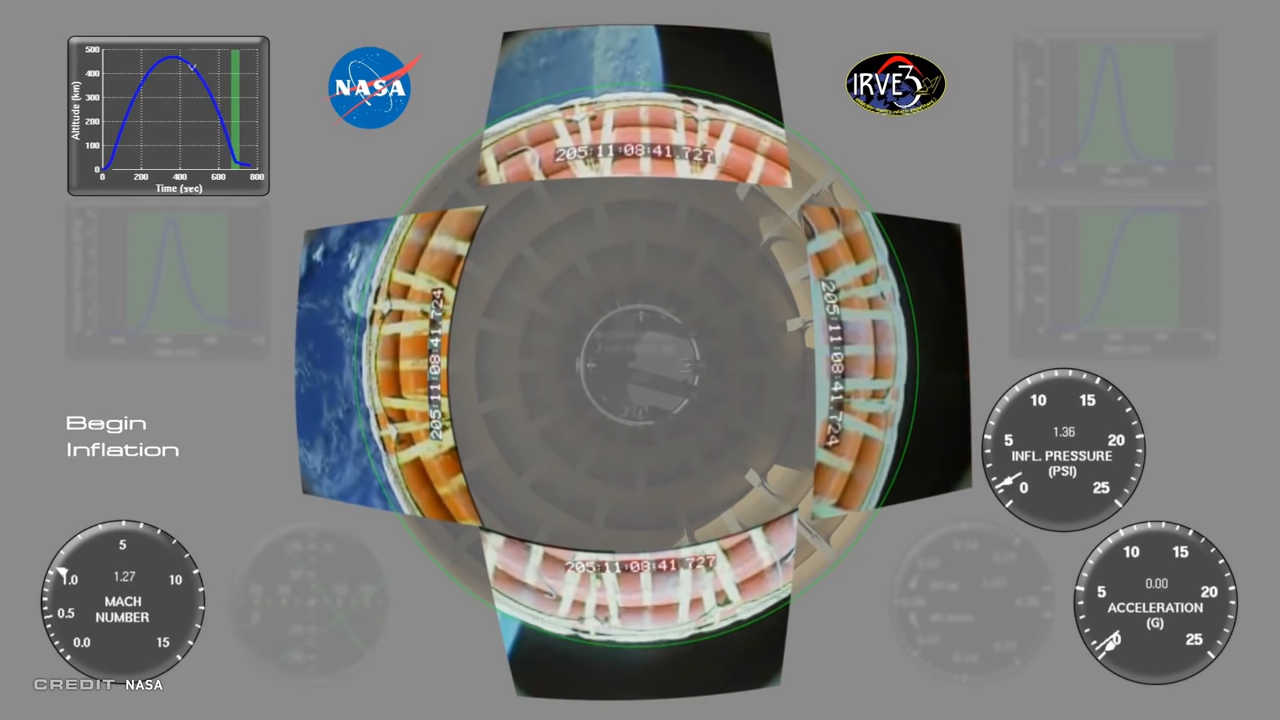 500
400
300
200
100
0
Altitude (km)
0 200 400 600 800
Time (sec)
NASA
IRVE3
205:11:08:41.727
205:11:08:41.724
205:11:08:41.724
205:11:08:41.727
Begin
Inflation
10 15
5 1.36 20
INFL. PRESSURE
(PSI)
0 25
5
1.0 1.27 10
MACH
0.5 NUMBER
0.0 15
10 15
0.00
5 20
ACCELERATION
(G)
0 25
CREDIT NASA